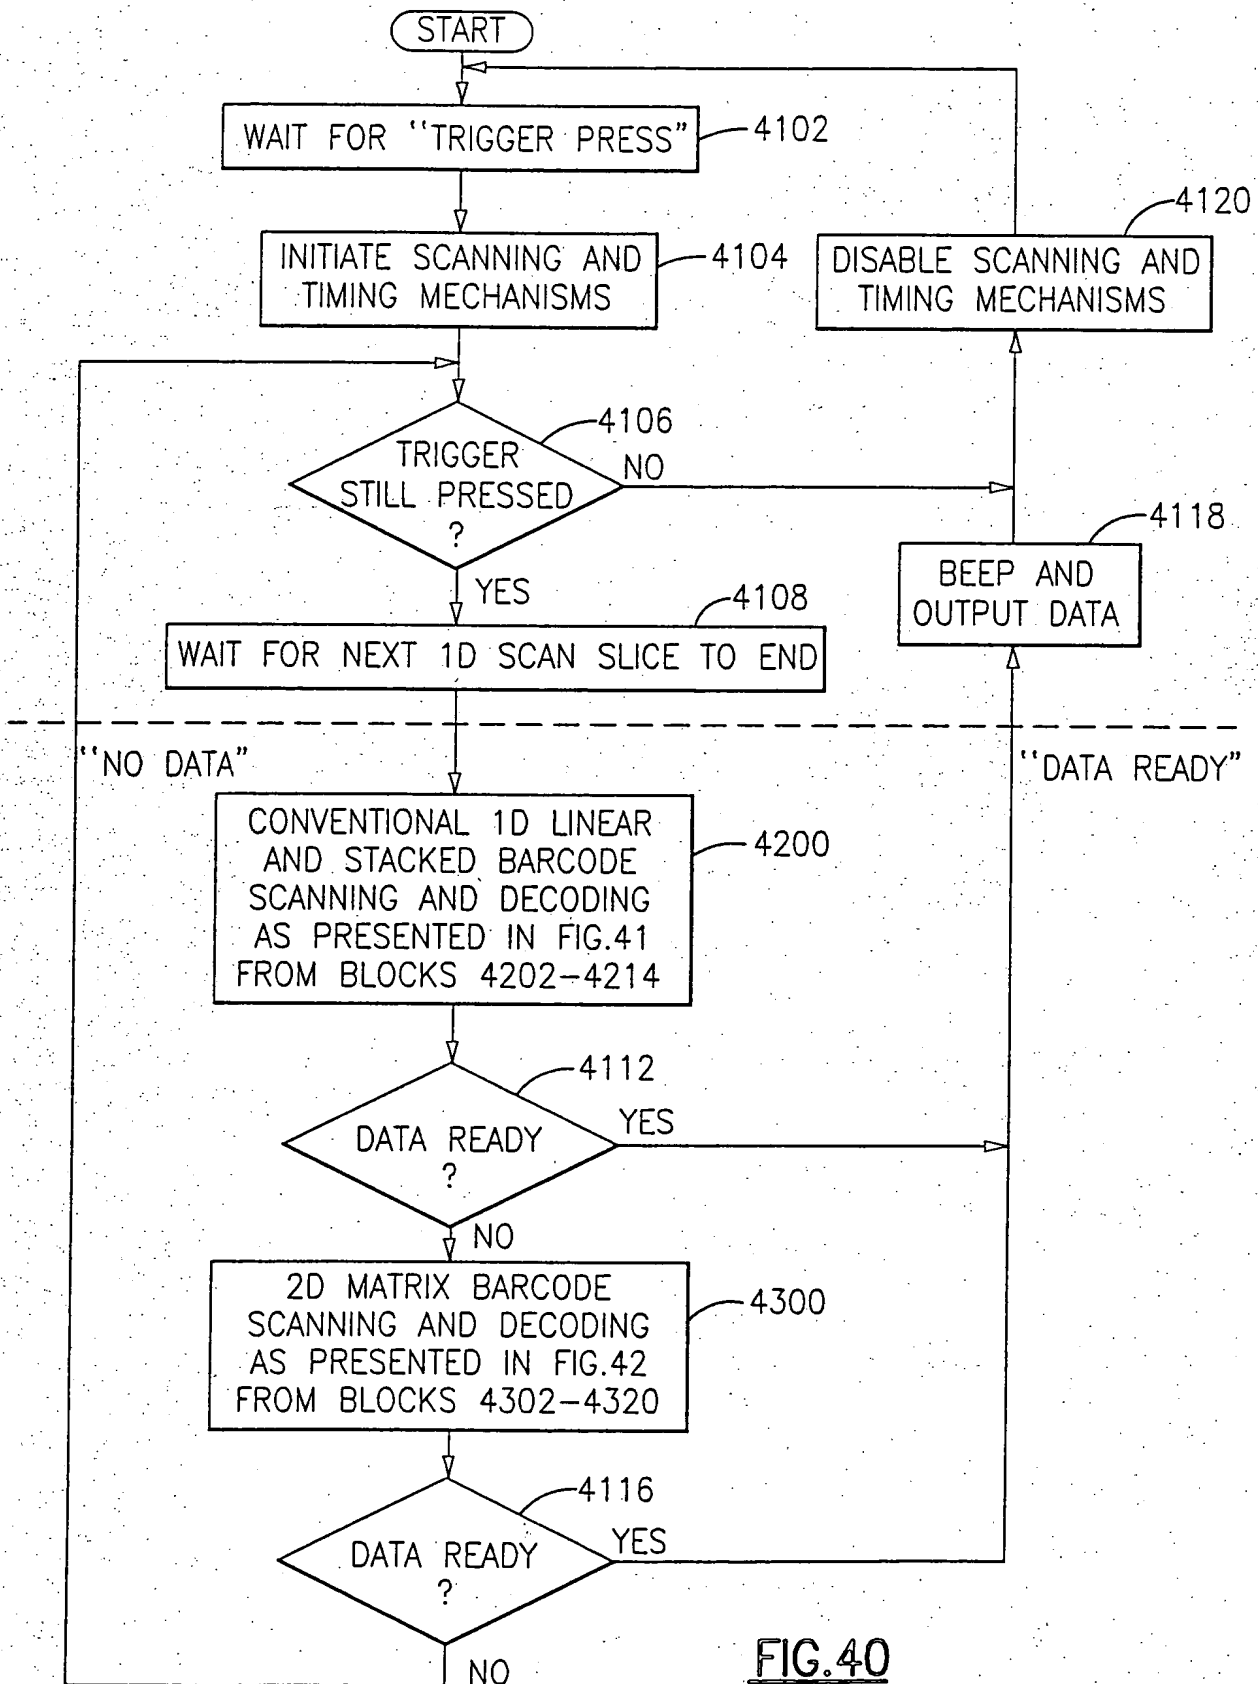 START
WAIT FOR ‘‘TRIGGER PRESS”
4102
INITIATE SCANNING AND
TIMING MECHANISMS
4104
DISABLE SCANNING AND
TIMING MECHANISMS
4120
TRIGGER
STILL PRESSED
?
4106
NO
YES
BEEP AND
OUTPUT DATA
4118
WAIT FOR NEXT 1D SCAN SLICE TO END
4108
‘‘NO DATA”
‘‘DATA READY”
CONVENTIONAL 1D LINEAR
AND STACKED BARCODE
SCANNING AND DECODING
AS PRESENTED IN FIG.41
FROM BLOCKS 4202–4214
4200
DATA READY
?
4112
YES
NO
2D MATRIX BARCODE
SCANNING AND DECODING
AS PRESENTED IN FIG.42
FROM BLOCKS 4302–4320
4300
DATA READY
?
4116
YES
NO
FIG.40